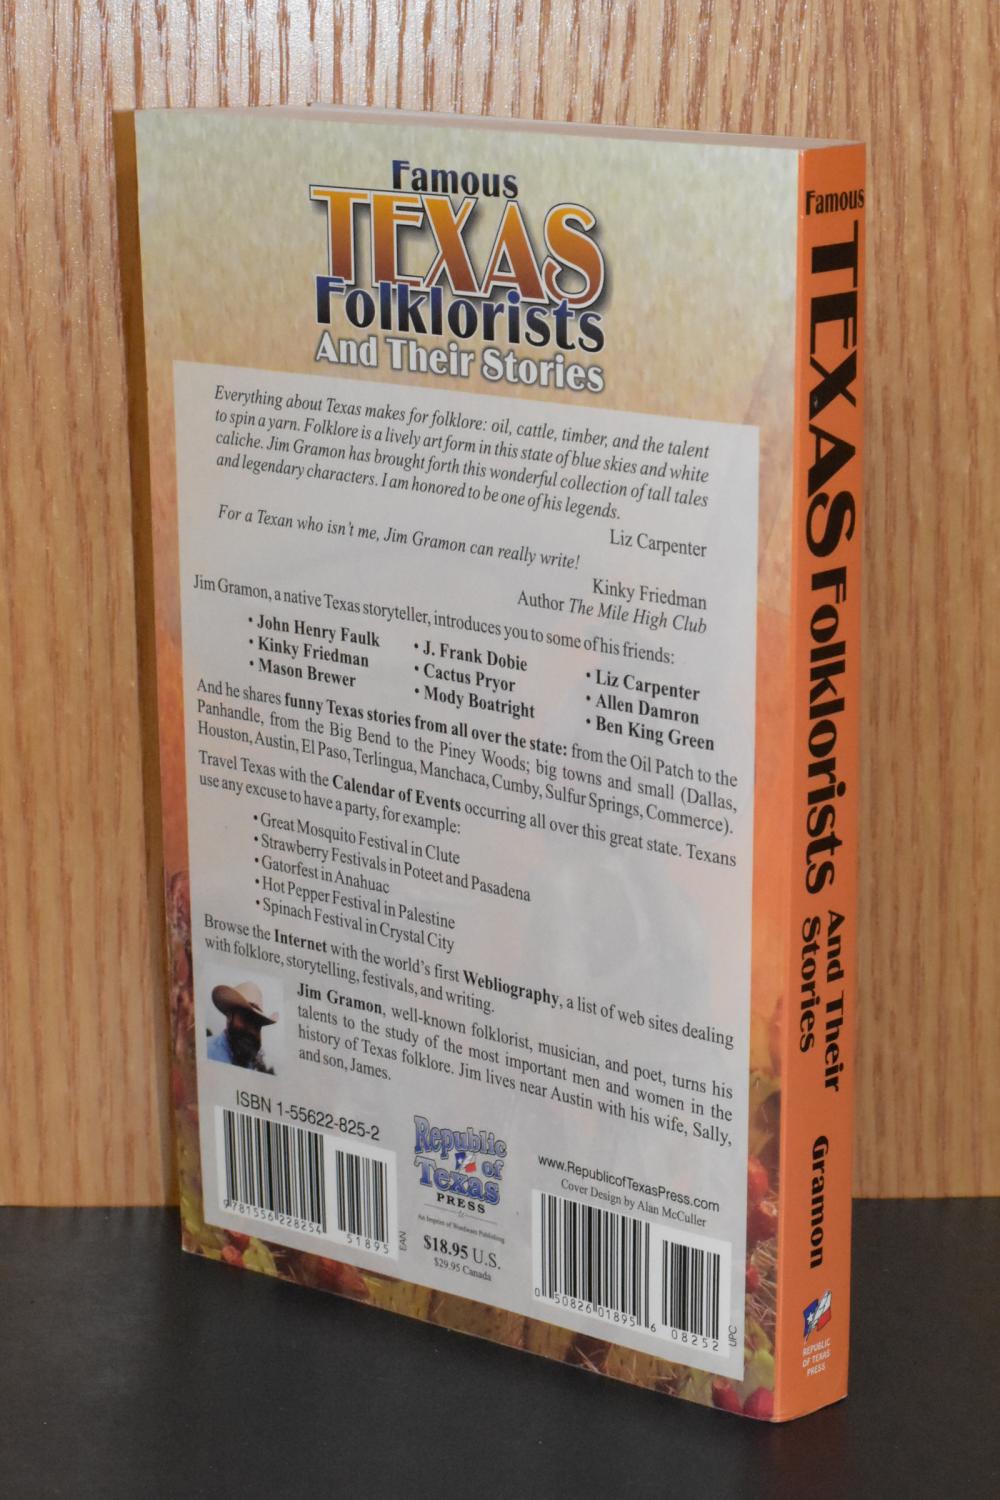 Famous
TEXAS
Folklorists
And Their Stories
Everything about Texas makes for folklore: oil, cattle, timber, and the talent
to spin a yarn. Folklore is a lively art form in this state of blue skies and white
caliche. Jim Gramon has brought forth this wonderful collection of tall tales
and legendary characters. I am honored to be one of his legends.
Liz Carpenter
For a Texan who isn't me, Jim Gramon can really write!
Kinky Friedman
Author The Mile High Club
Jim Gramon, a native Texas storyteller, introduces you to some of his friends:
• John Henry Faulk
• Kinky Friedman
• Mason Brewer
• J. Frank Dobie
• Cactus Pryor
• Mody Boatright
• Liz Carpenter
• Allen Damron
• Ben King Green
And he shares funny Texas stories from all over the state: from the Oil Patch to the
Panhandle, from the Big Bend to the Piney Woods; big towns and small (Dallas,
Houston, Austin, El Paso, Terlingua, Manchaca, Cumby, Sulfur Springs, Commerce).
Travel Texas with the Calendar of Events occurring all over this great state. Texans
use any excuse to have a party, for example:
• Great Mosquito Festival in Clute
• Strawberry Festivals in Poteet and Pasadena
• Gatorfest in Anahuac
• Hot Pepper Festival in Palestine
• Spinach Festival in Crystal City
Browse the Internet with the world's first Webliography, a list of web sites dealing
with folklore, storytelling, festivals, and writing.
Jim Gramon, well-known folklorist, musician, and poet, turns his
talents to the study of the most important men and women in the
history of Texas folklore. Jim lives near Austin with his wife, Sally,
and son, James.
ISBN 1-55622-825-2
9781556228254
51895
EAN
Republic
of
Texas
PRESS
An Imprint of Wordware Publishing
$18.95 U.S.
$29.95 Canada
www.RepublicofTexasPress.com
Cover Design by Alan McCuller
0 50826 01895 6
08252
UPC
Famous
TEXAS Folklorists
And Their
Stories
Gramon
REPUBLIC
OF TEXAS
PRESS